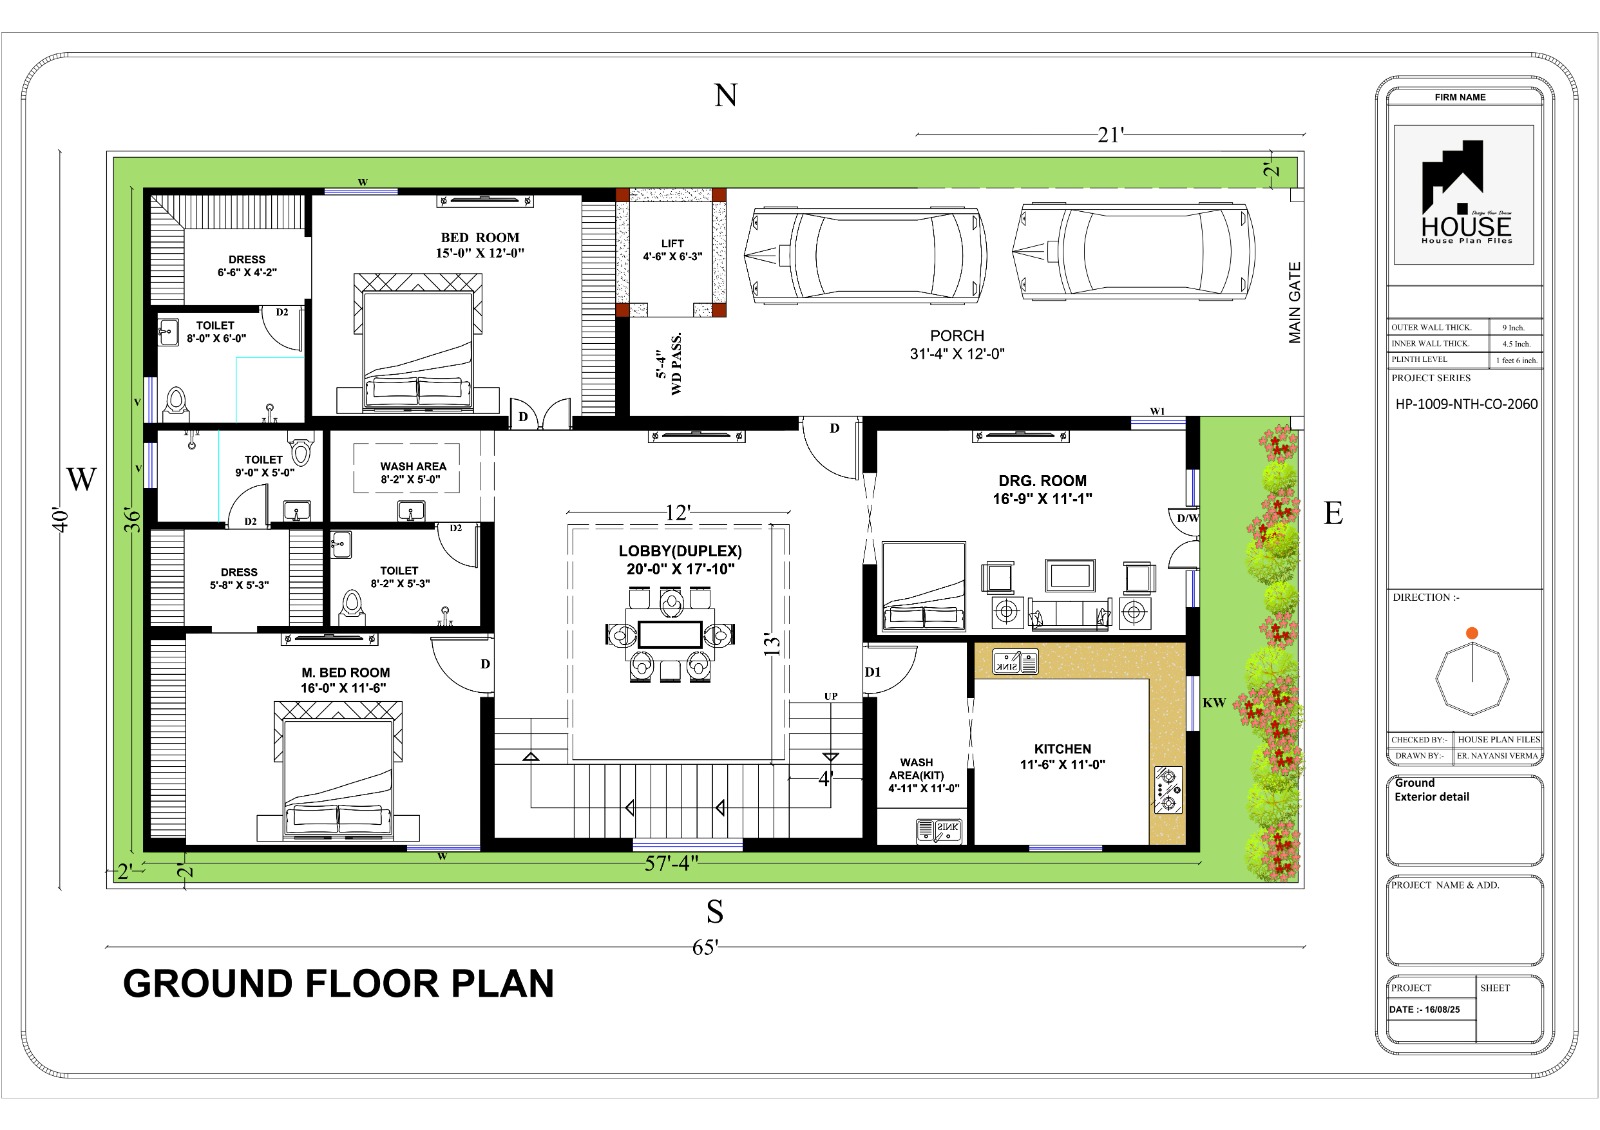 N
21'
2'
W
BED ROOM
15'-0" X 12'-0"
DRESS
6'-6" X 4'-2"
LIFT
4'-6" X 6'-3"
MAIN GATE
D2
TOILET
8'-0" X 6'-0"
PORCH
31'-4" X 12'-0"
5'-4"
WD PASS.
V
D
W1
D
W
40'
36'
V
TOILET
9'-0" X 5'-0"
WASH AREA
8'-2" X 5'-0"
DRG. ROOM
16'-9" X 11'-1"
E
12'
D2
D2
D/W
LOBBY(DUPLEX)
20'-0" X 17'-10"
DRESS
5'-8" X 5'-3"
TOILET
8'-2" X 5'-3"
13'
M. BED ROOM
16'-0" X 11'-6"
D
D1
SINK
UP
KW
KITCHEN
11'-6" X 11'-0"
WASH
AREA(KIT)
4'-11" X 11'-0"
4'
SINK
W
2'
2'
57'-4"
S
65'
GROUND FLOOR PLAN
FIRM NAME
Design Your Dream
HOUSE
House Plan Files
OUTER WALL THICK. 9 Inch.
INNER WALL THICK. 4.5 Inch.
PLINTH LEVEL 1 feet 6 inch.
PROJECT SERIES
HP-1009-NTH-CO-2060
DIRECTION :-
CHECKED BY:- HOUSE PLAN FILES
DRAWN BY:- ER. NAYANSI VERMA
Ground
Exterior detail
PROJECT NAME & ADD.
PROJECT SHEET
DATE :- 16/08/25